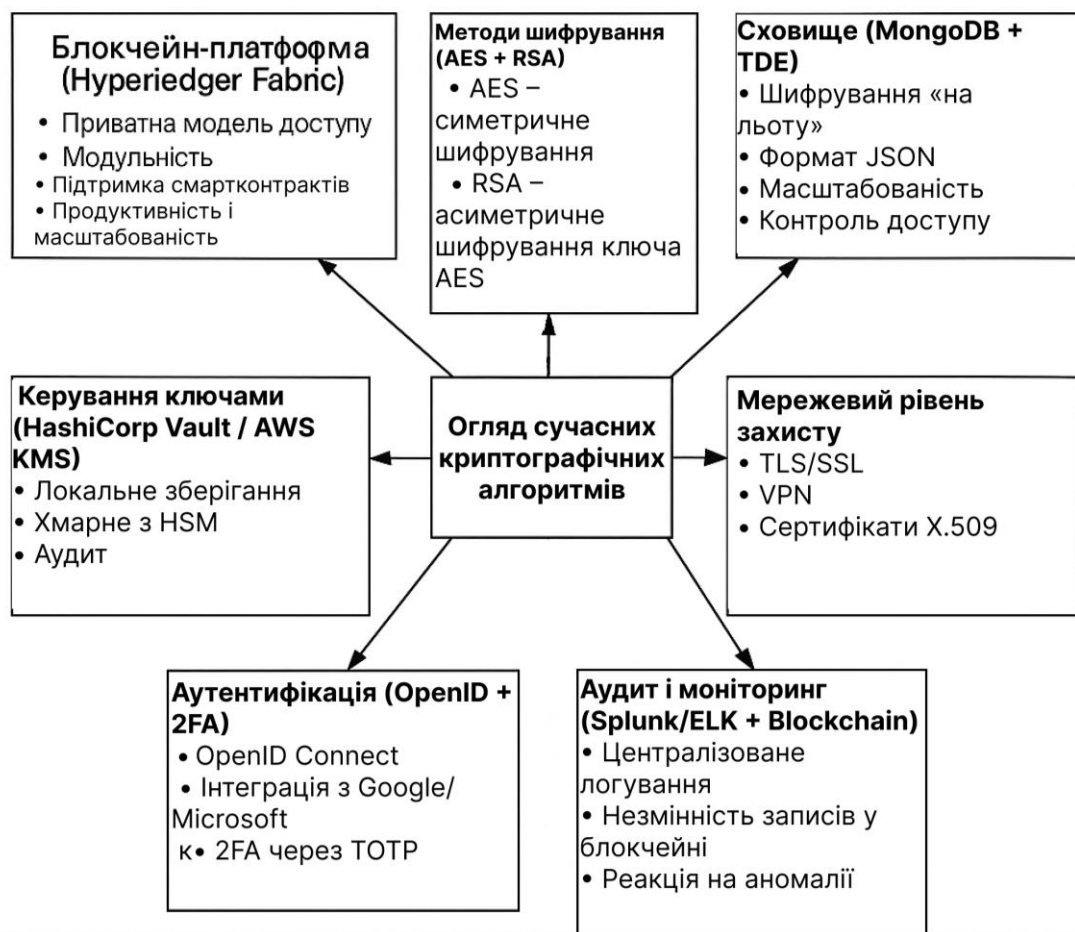 Блокчейн-платформа
(Hyperiedger Fabric)
• Приватна модель доступу
• Модульність
• Підтримка смартконтрактів
• Продуктивність і
масштабованість
Методи шифрування
(AES + RSA)
• AES –
симетричне
шифрування
• RSA –
асиметричне
шифрування ключа
AES
Сховище (MongoDB +
TDE)
• Шифрування «на
льоту»
• Формат JSON
• Масштабованість
• Контроль доступу
Керування ключами
(HashiCorp Vault / AWS
KMS)
• Локальне зберігання
• Хмарне з HSM
• Аудит
Огляд сучасних
криптографічних
алгоритмів
Мережевий рівень
захисту
• TLS/SSL
• VPN
• Сертифікати X.509
Аутентифікація (OpenID +
2FA)
• OpenID Connect
• Інтеграція з Google/
Microsoft
к• 2FA через TOTP
Аудит і моніторинг
(Splunk/ELK + Blockchain)
• Централізоване
логування
• Незмінність записів у
блокчейні
• Реакція на аномалії